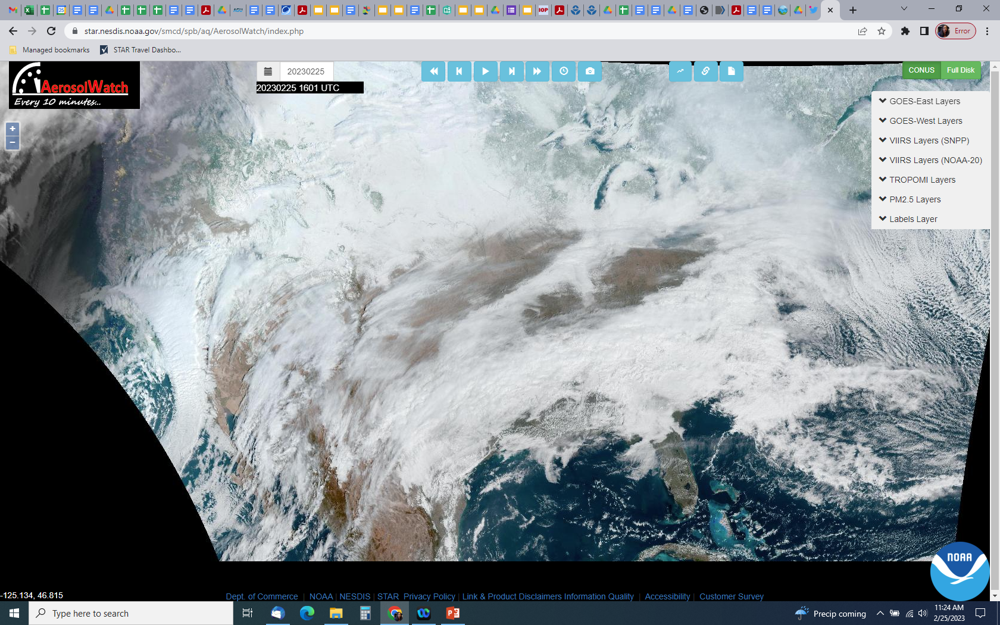 25
AGU
IOP
star.nesdis.noaa.gov/smcd/spb/aq/AerosolWatch/index.php
Error
Managed bookmarks
STAR Travel Dashbo...
AerosolWatch
Every 10 minutes...
20230225
20230225 1601 UTC
CONUS
Full Disk
GOES-East Layers
GOES-West Layers
VIIRS Layers (SNPP)
VIIRS Layers (NOAA-20)
TROPOMI Layers
PM2.5 Layers
Labels Layer
+
−
NOAA
-125.134, 46.815
Dept. of Commerce | NOAA | NESDIS | STAR Privacy Policy | Link & Product Disclaimers Information Quality | Accessibility | Customer Survey
Type here to search
Precip coming
11:24 AM
2/25/2023